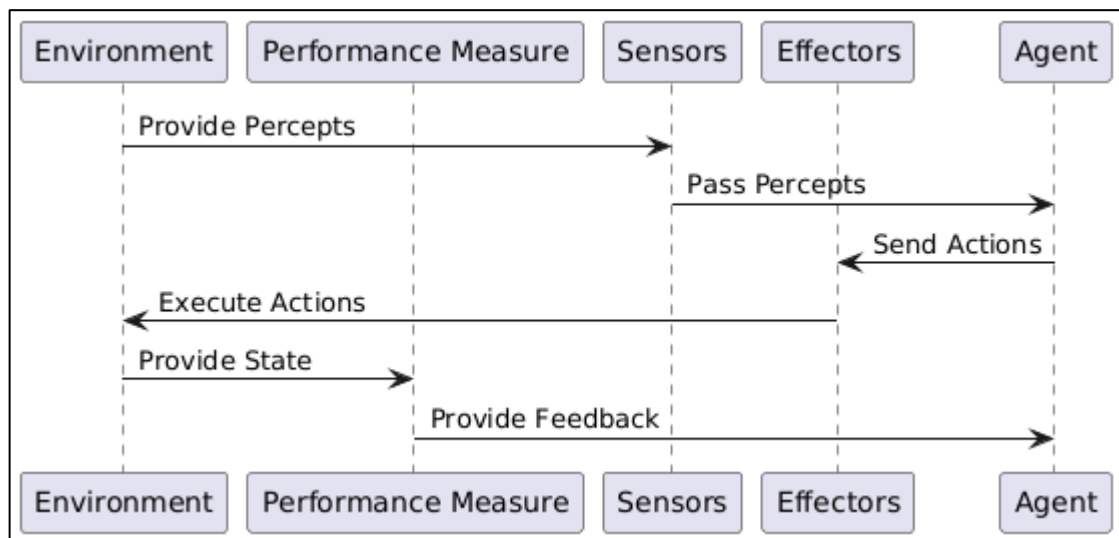 Environment Performance Measure Sensors Effectors Agent
Provide Percepts
Pass Percepts
Send Actions
Execute Actions
Provide State
Provide Feedback
Environment Performance Measure Sensors Effectors Agent